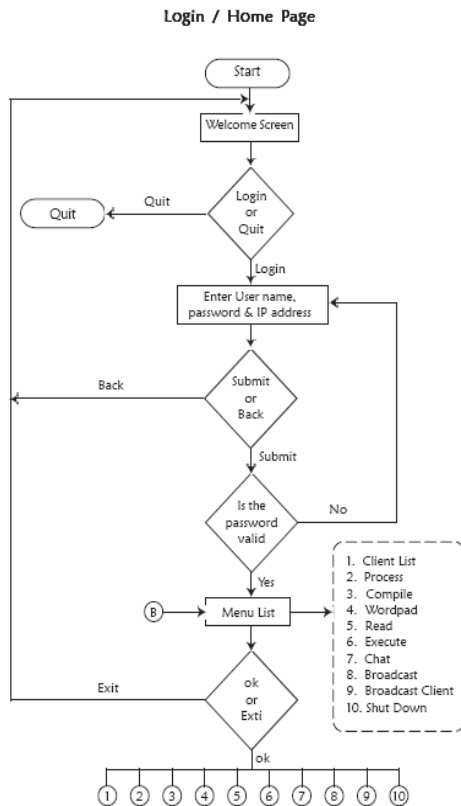 Login / Home Page
Start
Welcome Screen
Login
or
Quit
Quit
Quit
Login
Enter User name,
password & IP address
Submit
or
Back
Back
Submit
Is the
password
valid
No
Yes
B
Menu List
1. Client List
2. Process
3. Compile
4. Wordpad
5. Read
6. Execute
7. Chat
8. Broadcast
9. Broadcast Client
10. Shut Down
ok
or
Exti
Exit
ok
1 2 3 4 5 6 7 8 9 10